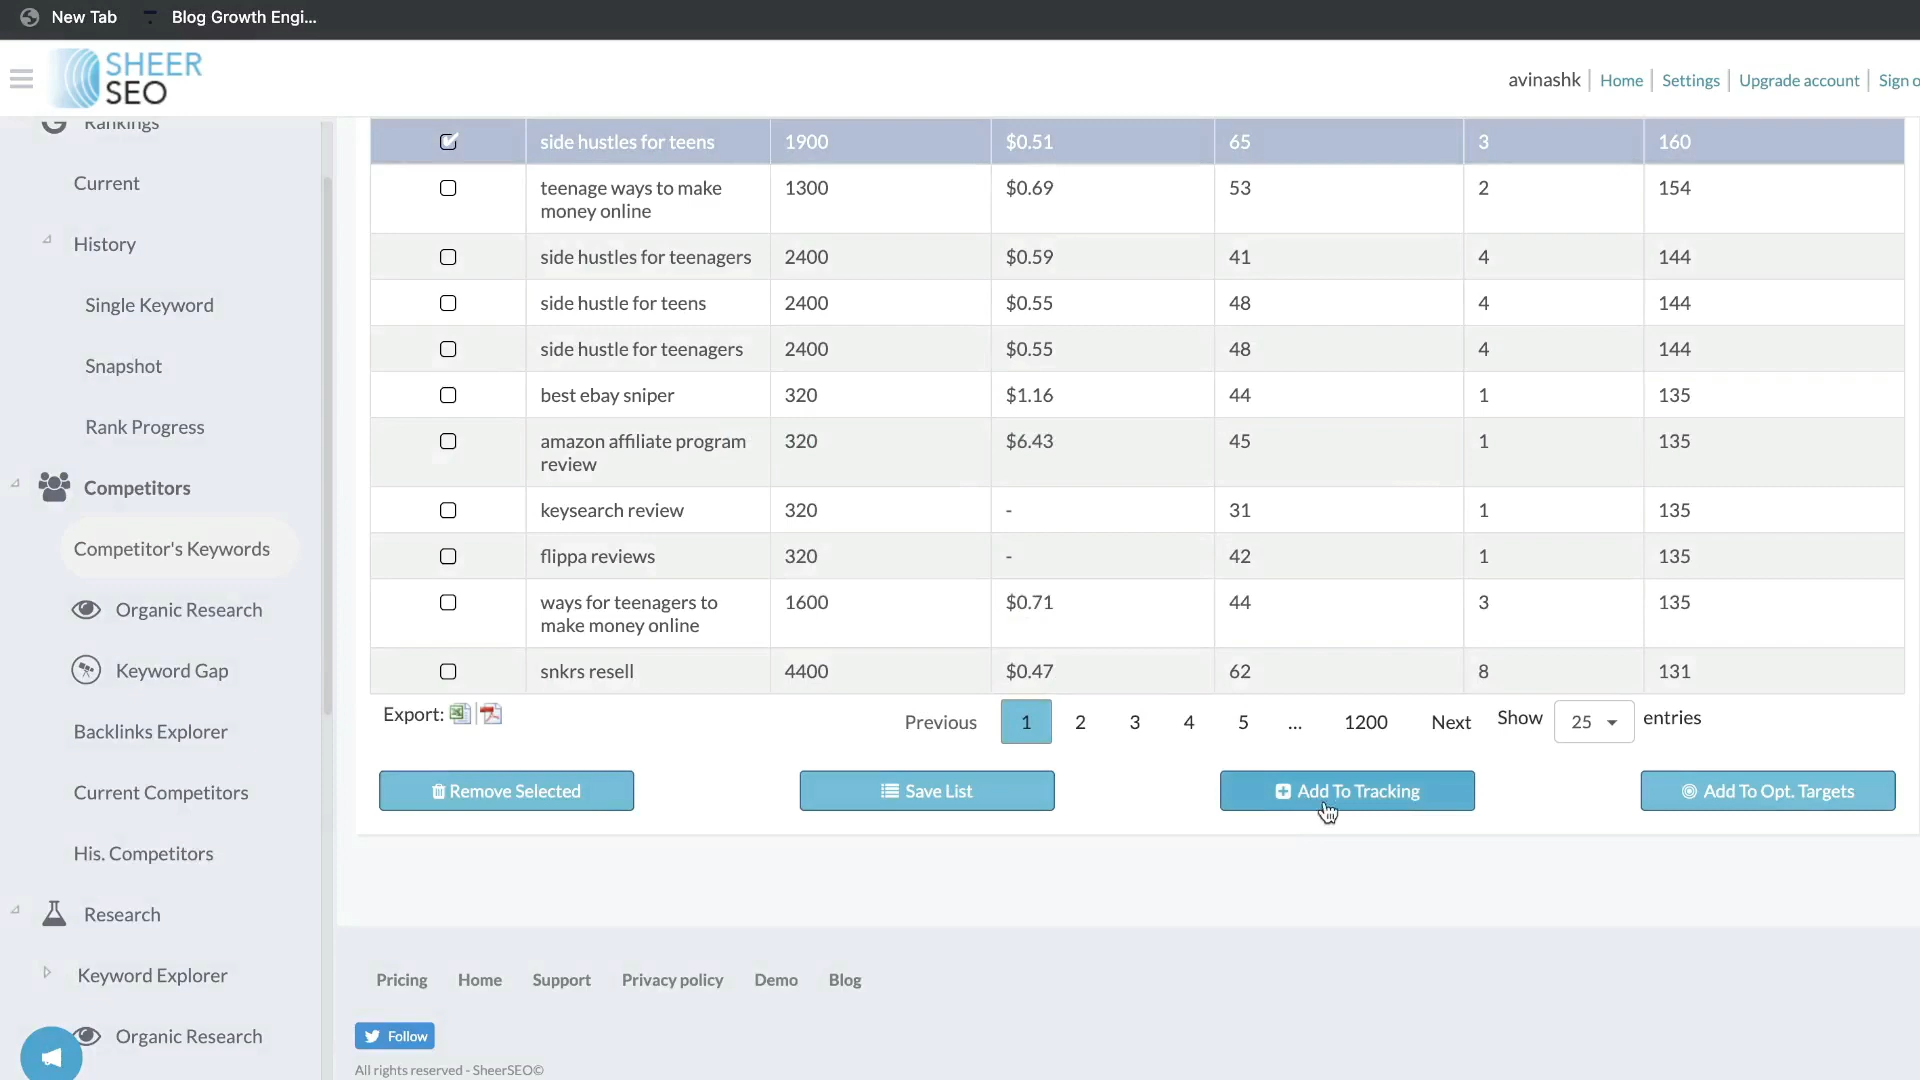 New Tab
Blog Growth Engi...
SHEER
SEO
avinashk
Home
Settings
Upgrade account
Sign o
Rankings
Current
History
Single Keyword
Snapshot
Rank Progress
Competitors
Competitor's Keywords
Organic Research
Keyword Gap
Backlinks Explorer
Current Competitors
His. Competitors
Research
Keyword Explorer
Organic Research
side hustles for teens 1900 $0.51 65 3 160
teenage ways to make 1300 $0.69 53 2 154
money online
side hustles for teenagers 2400 $0.59 41 4 144
side hustle for teens 2400 $0.55 48 4 144
side hustle for teenagers 2400 $0.55 48 4 144
best ebay sniper 320 $1.16 44 1 135
amazon affiliate program 320 $6.43 45 1 135
review
keysearch review 320 - 31 1 135
flippa reviews 320 - 42 1 135
ways for teenagers to 1600 $0.71 44 3 135
make money online
snkrs resell 4400 $0.47 62 8 131
Export:
Previous 1 2 3 4 5 ... 1200 Next Show 25 entries
Remove Selected
Save List
Add To Tracking
Add To Opt. Targets
Pricing Home Support Privacy policy Demo Blog
Follow
All rights reserved - SheerSEO©